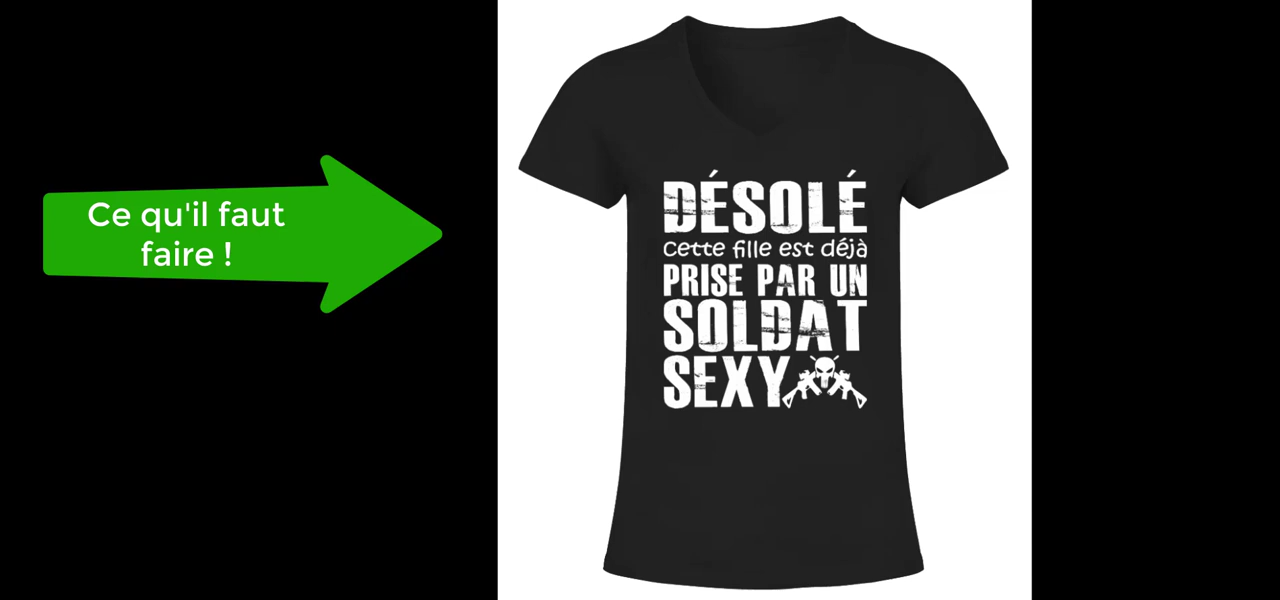 Ce qu'il faut
faire !
DÉSOLÉ
cette fille est déjà
PRISE PAR UN
SOLDAT
SEXY